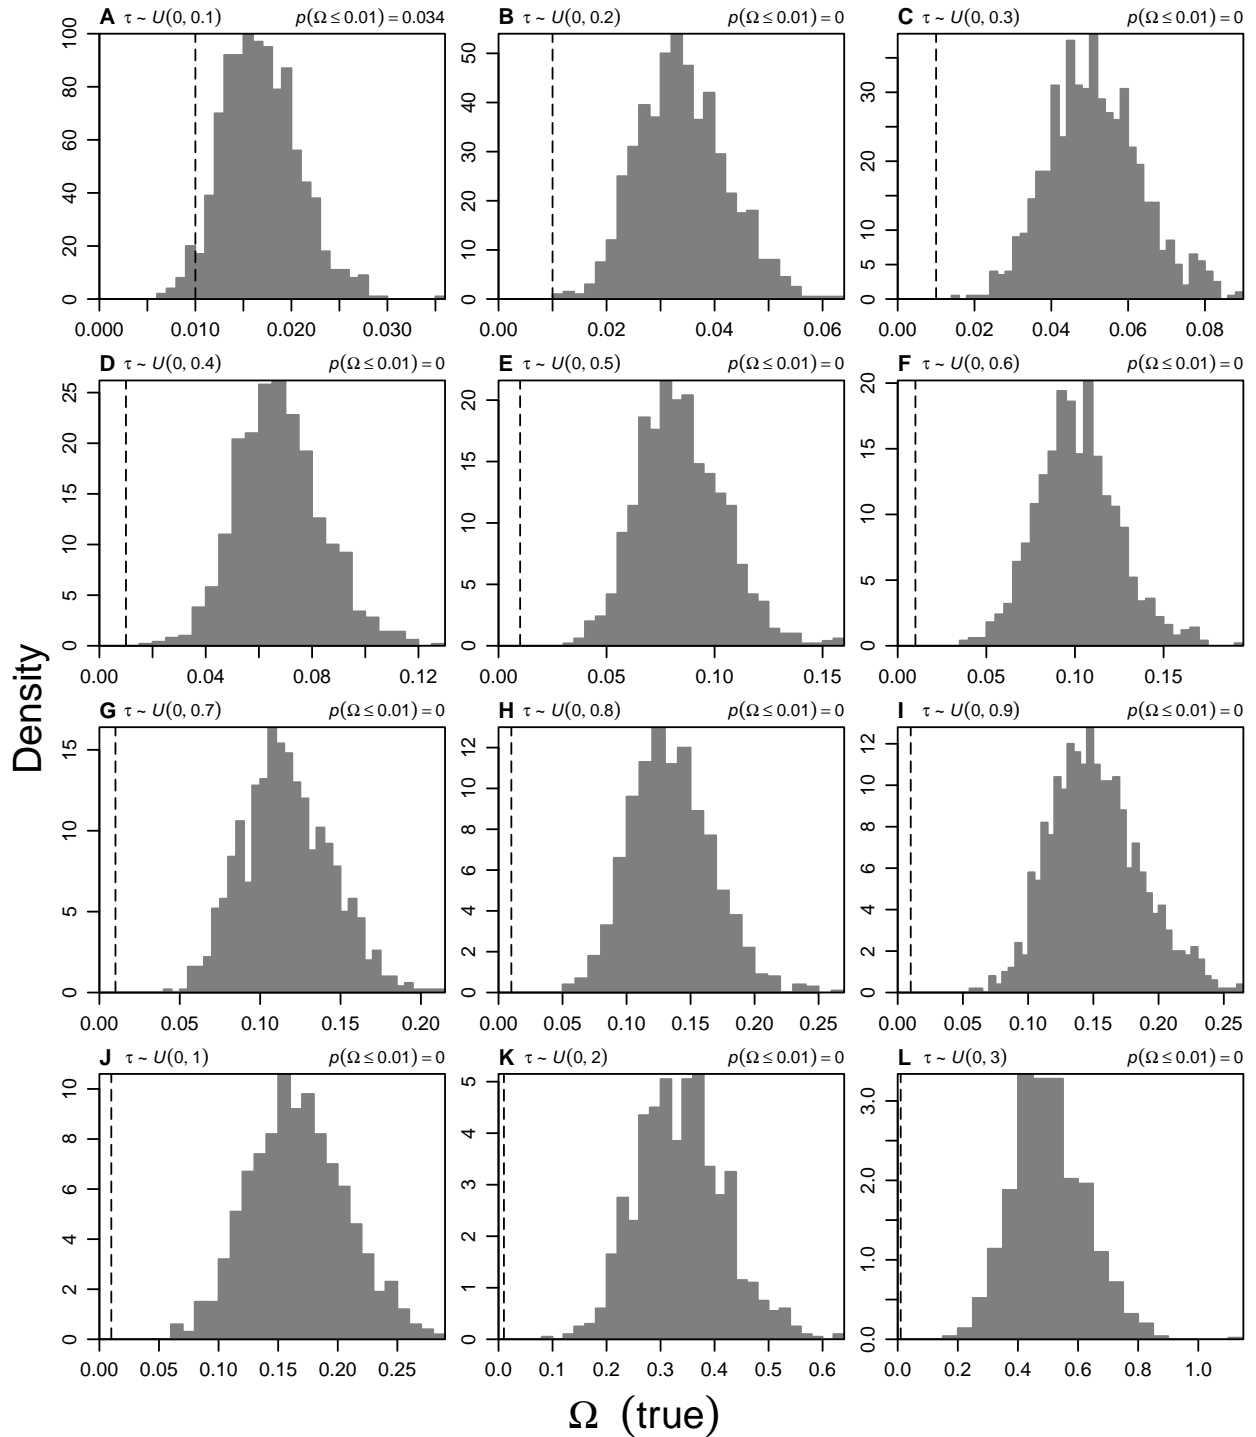 A τ ~ U(0, 0.1) p(Ω ≤ 0.01) = 0.034
B τ ~ U(0, 0.2) p(Ω ≤ 0.01) = 0
C τ ~ U(0, 0.3) p(Ω ≤ 0.01) = 0
0 20 40 60 80 100
0.000 0.010 0.020 0.030
0 10 20 30 40 50
0.00 0.02 0.04 0.06
0 5 10 20 30
0.00 0.02 0.04 0.06 0.08
D τ ~ U(0, 0.4) p(Ω ≤ 0.01) = 0
E τ ~ U(0, 0.5) p(Ω ≤ 0.01) = 0
F τ ~ U(0, 0.6) p(Ω ≤ 0.01) = 0
0 5 10 15 20 25
0.00 0.04 0.08 0.12
0 5 10 15 20
0.00 0.05 0.10 0.15
0 5 10 15 20
0.00 0.05 0.10 0.15
Density
G τ ~ U(0, 0.7) p(Ω ≤ 0.01) = 0
H τ ~ U(0, 0.8) p(Ω ≤ 0.01) = 0
I τ ~ U(0, 0.9) p(Ω ≤ 0.01) = 0
0 5 10 15
0.00 0.05 0.10 0.15 0.20
0 2 4 6 8 10 12
0.00 0.05 0.10 0.15 0.20 0.25
0 2 4 6 8 10 12
0.00 0.05 0.10 0.15 0.20 0.25
J τ ~ U(0, 1) p(Ω ≤ 0.01) = 0
K τ ~ U(0, 2) p(Ω ≤ 0.01) = 0
L τ ~ U(0, 3) p(Ω ≤ 0.01) = 0
0 2 4 6 8 10
0.00 0.05 0.10 0.15 0.20 0.25
0 1 2 3 4 5
0.0 0.1 0.2 0.3 0.4 0.5 0.6
0.0 1.0 2.0 3.0
0.0 0.2 0.4 0.6 0.8 1.0
Ω (true)